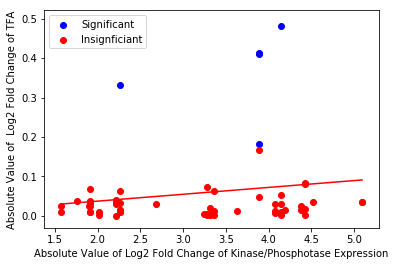 Significant
Insignficiant
Absolute Value of  Log2 Fold Change of TFA
0.5
0.4
0.3
0.2
0.1
0.0
1.5 2.0 2.5 3.0 3.5 4.0 4.5 5.0
Absolute Value of Log2 Fold Change of Kinase/Phosphotase Expression